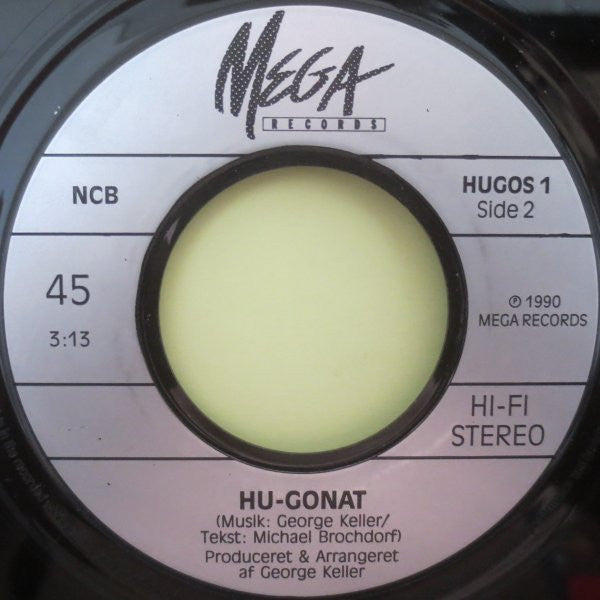 MEGA
RECORDS
NCB
HUGOS 1
Side 2
45
3:13
℗ 1990
MEGA RECORDS
HI-FI
STEREO
HU-GONAT
(Musik: George Keller/
Tekst: Michael Brochdorf)
Produceret & Arrangeret
af George Keller